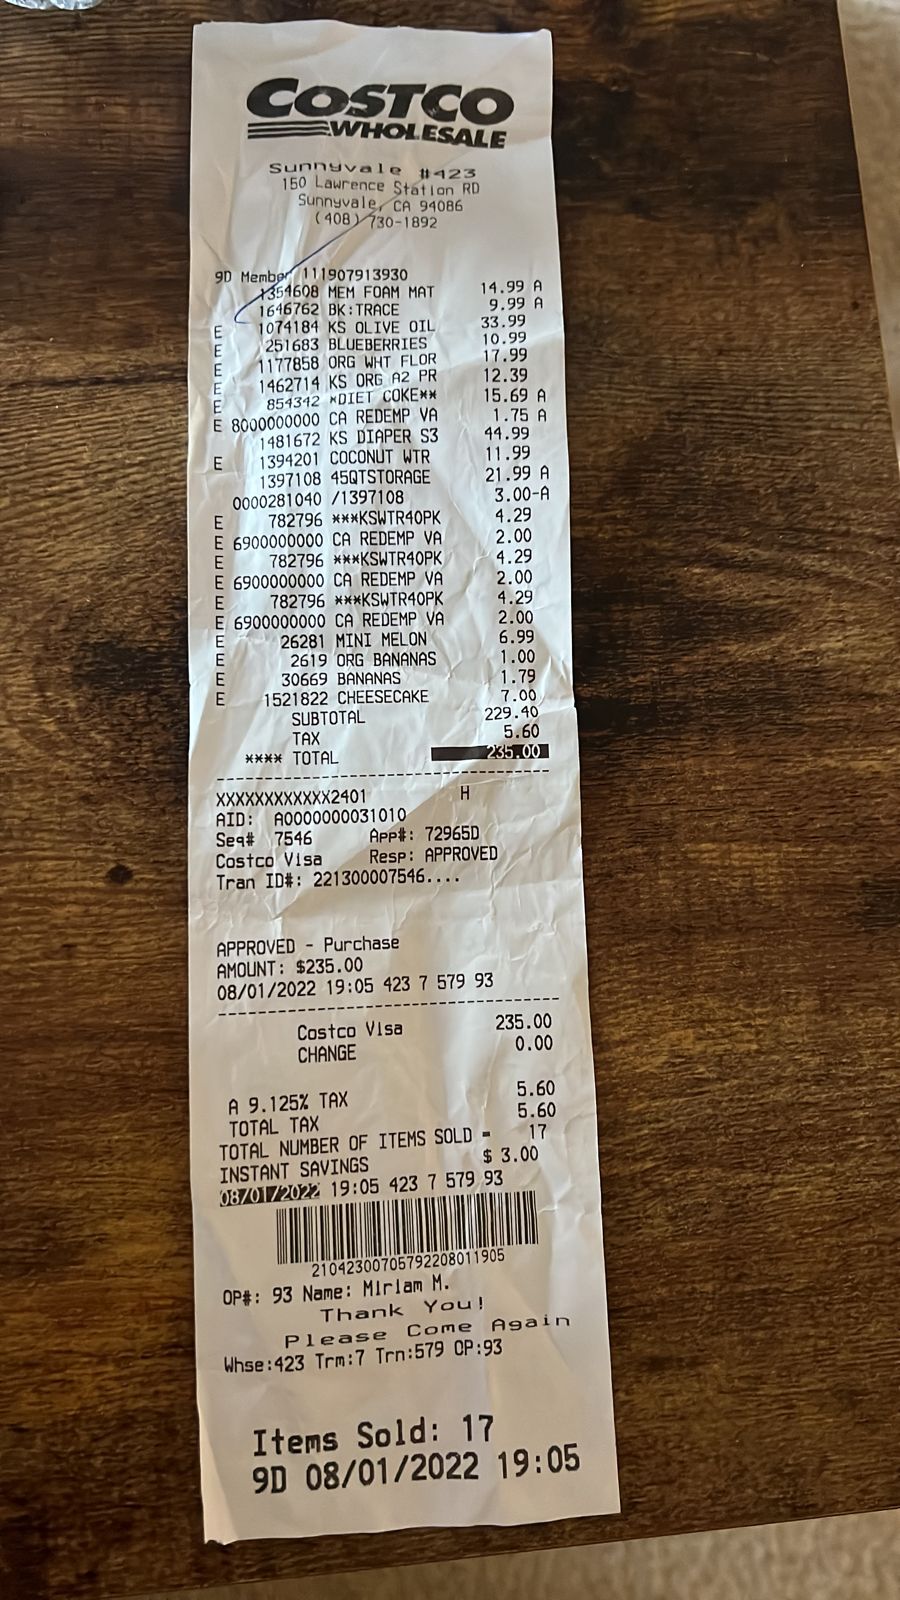 COSTCO
WHOLESALE
Sunnyvale #423
150 Lawrence Station RD
Sunnyvale, CA 94086
(408) 730-1892
9D Member 111907913930
1354608 MEM FOAM MAT 14.99 A
1646762 BK:TRACE 9.99 A
E 1074184 KS OLIVE OIL 33.99
E 251683 BLUEBERRIES 10.99
E 1177858 ORG WHT FLOR 17.99
E 1462714 KS ORG A2 PR 12.39
E 854342 *DIET COKE** 15.69 A
E 8000000000 CA REDEMP VA 1.75 A
1481672 KS DIAPER S3 44.99
E 1394201 COCONUT WTR 11.99
1397108 45QTSTORAGE 21.99 A
0000281040 /1397108 3.00-A
E 782796 ***KSWTR40PK 4.29
E 6900000000 CA REDEMP VA 2.00
E 782796 ***KSWTR40PK 4.29
E 6900000000 CA REDEMP VA 2.00
E 782796 ***KSWTR40PK 4.29
E 6900000000 CA REDEMP VA 2.00
E 26281 MINI MELON 6.99
E 2619 ORG BANANAS 1.00
E 30669 BANANAS 1.79
E 1521822 CHEESECAKE 7.00
SUBTOTAL 229.40
TAX 5.60
**** TOTAL 235.00
XXXXXXXXXXXX2401 H
AID: A0000000031010
Seq# 7546 App#: 72965D
Costco Visa Resp: APPROVED
Tran ID#: 221300007546....
APPROVED - Purchase
AMOUNT: $235.00
08/01/2022 19:05 423 7 579 93
Costco Visa 235.00
CHANGE 0.00
A 9.125% TAX 5.60
TOTAL TAX 5.60
TOTAL NUMBER OF ITEMS SOLD = 17
INSTANT SAVINGS $ 3.00
08/01/2022 19:05 423 7 579 93
21042300705792208011905
OP#: 93 Name: Miriam M.
Thank You!
Please Come Again
Whse:423 Trm:7 Trn:579 OP:93
Items Sold: 17
9D 08/01/2022 19:05